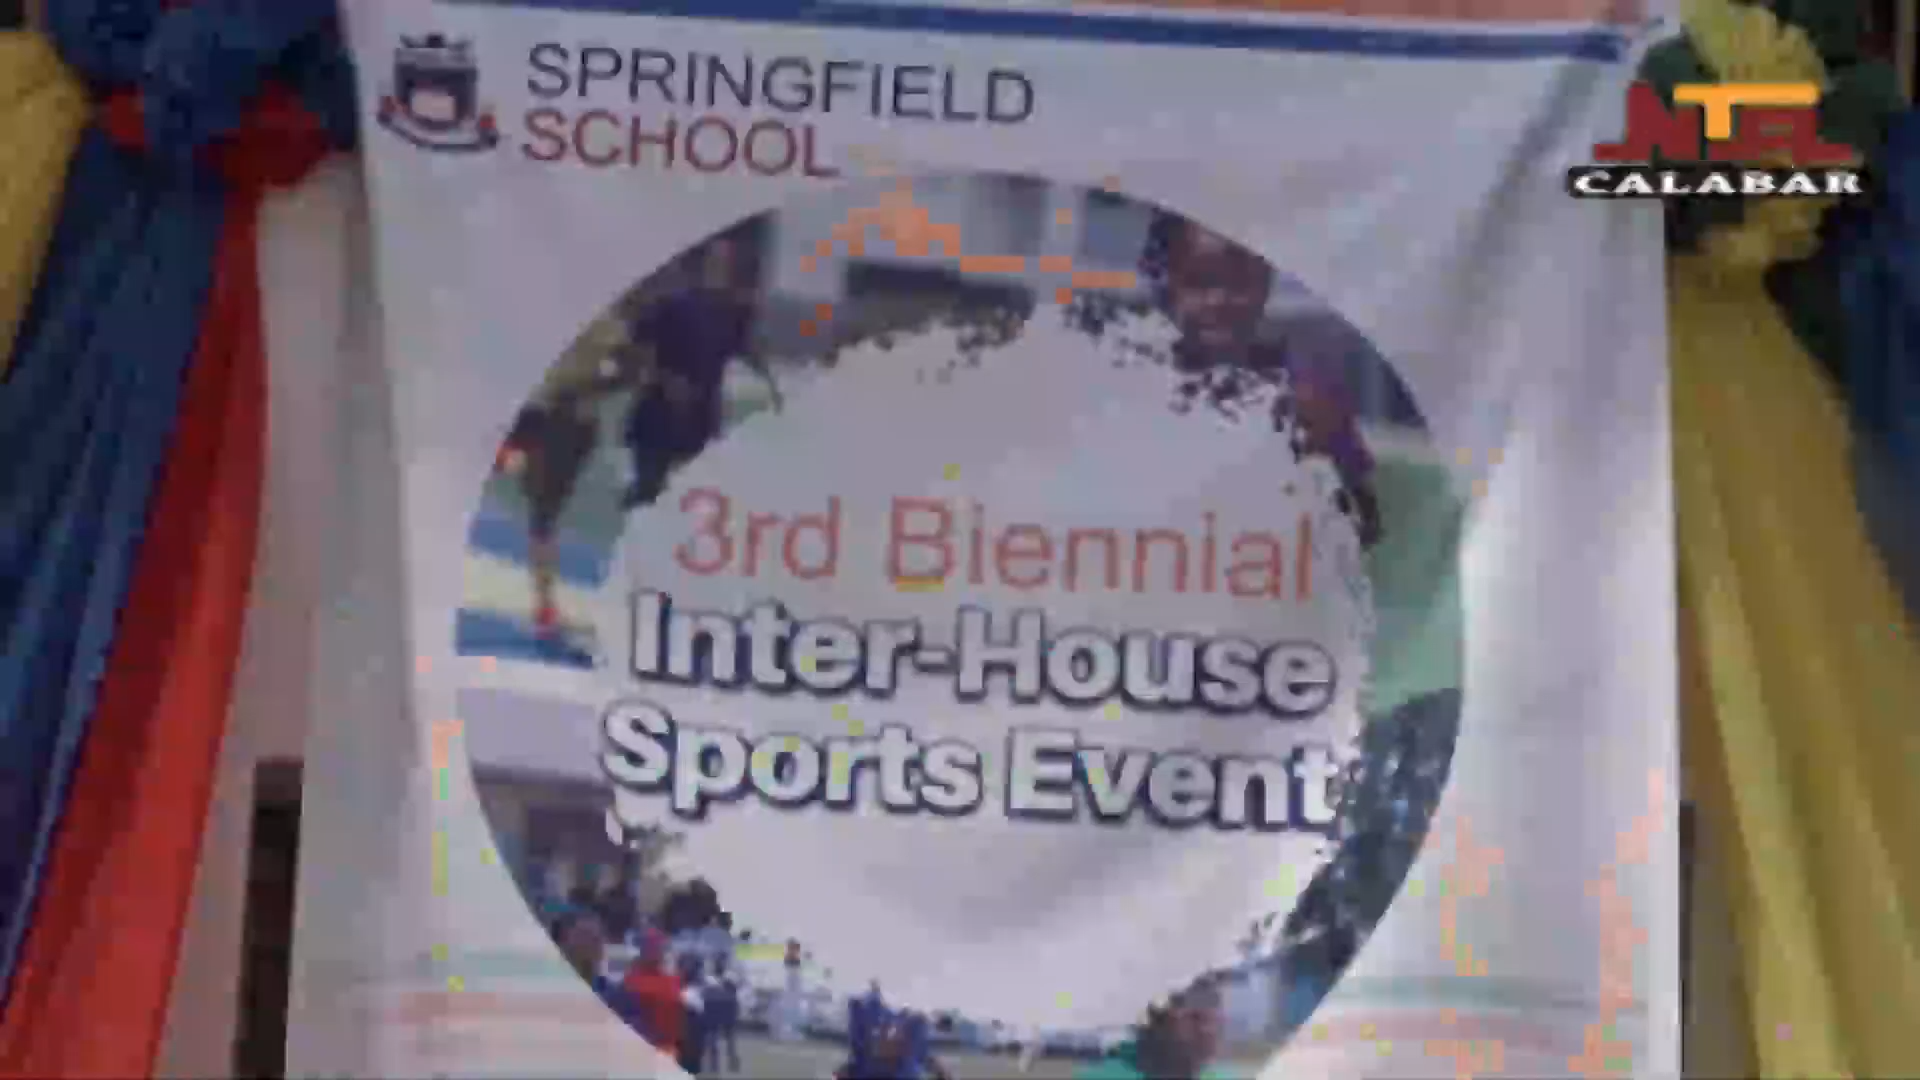 SPRINGFIELD
SCHOOL
NTA
CALABAR
3rd Biennial
Inter-House
Sports Event